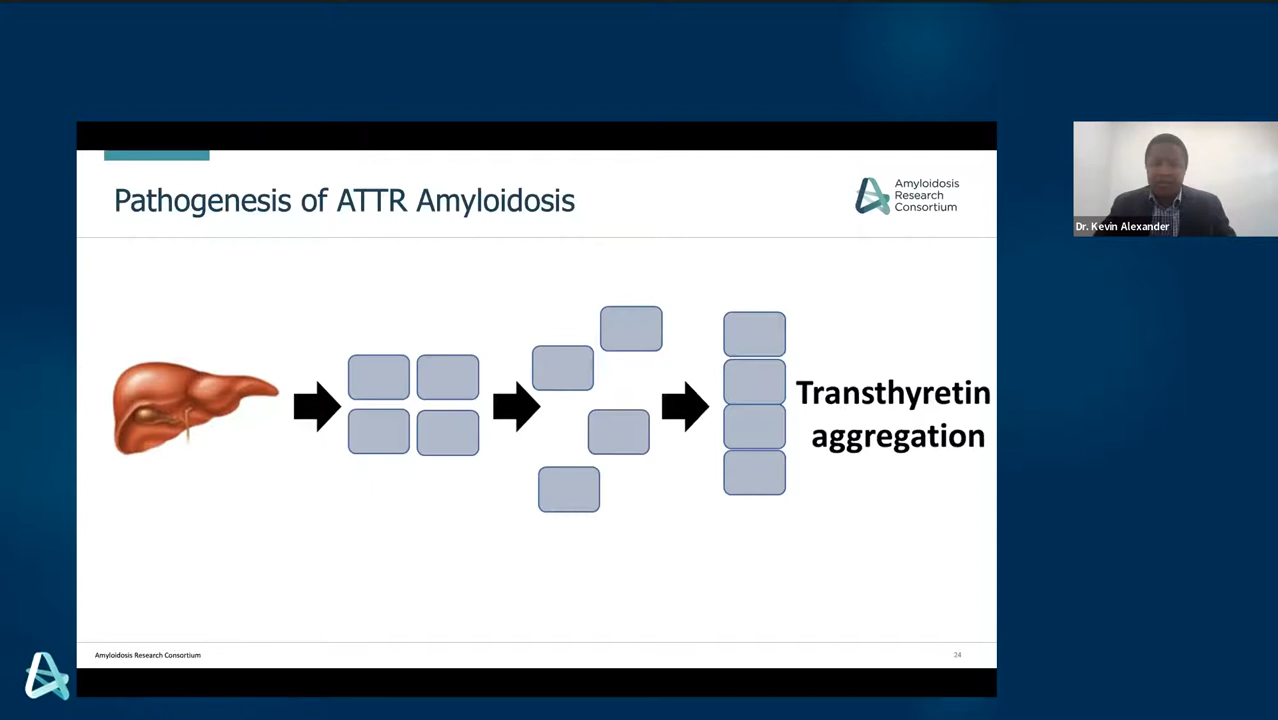 Pathogenesis of ATTR Amyloidosis
Amyloidosis
Research
Consortium
Dr. Kevin Alexander
Transthyretin
aggregation
Amyloidosis Research Consortium
24